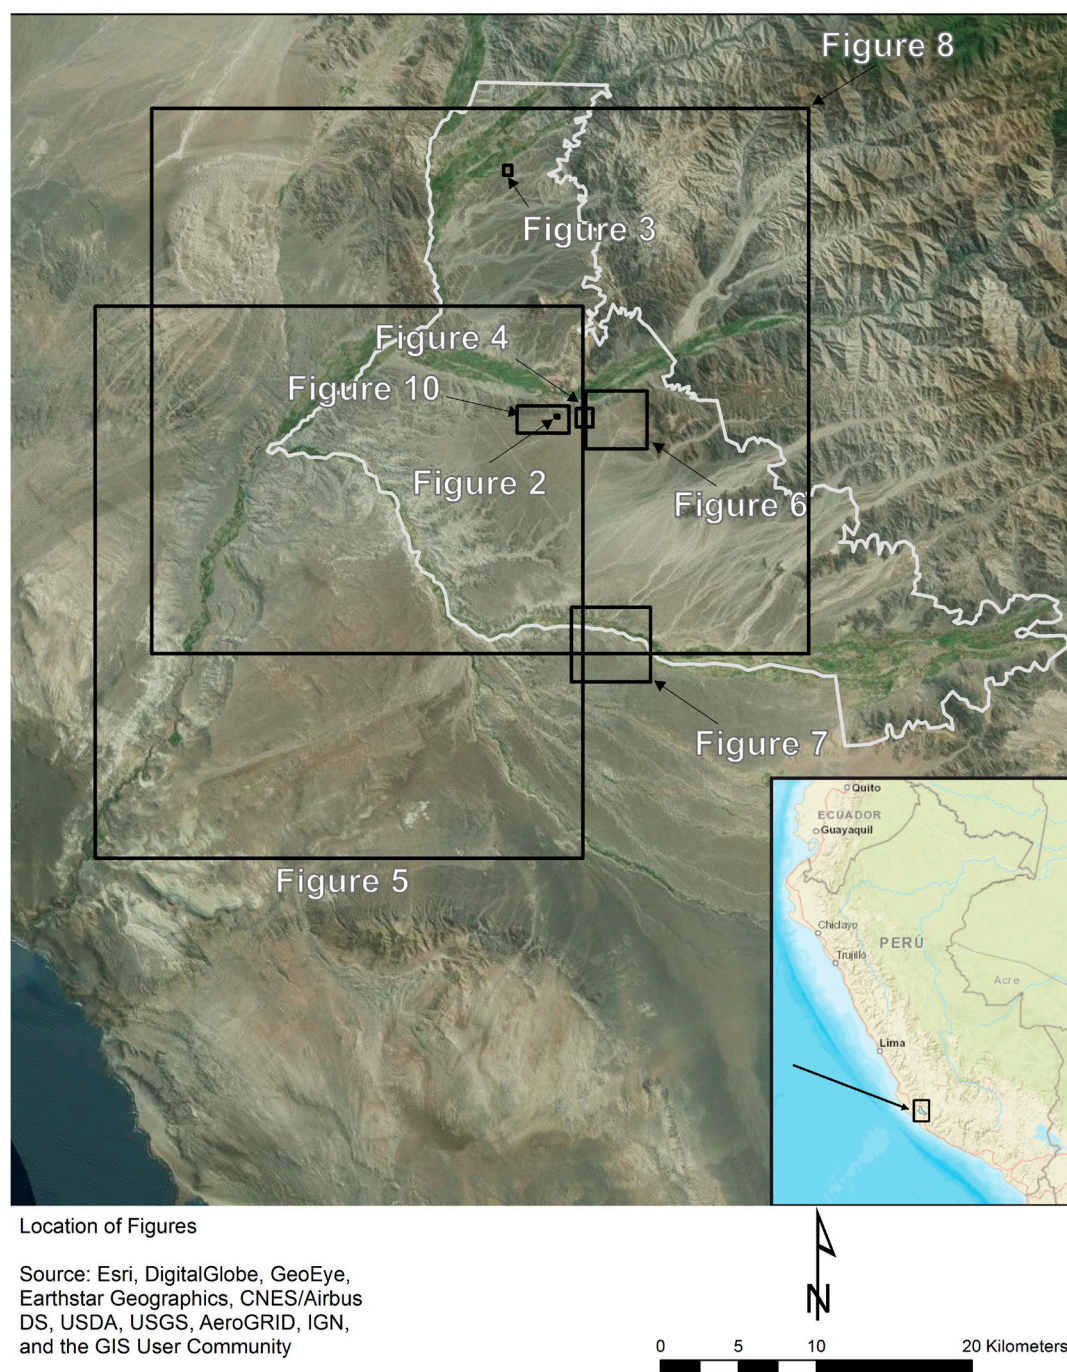 Figure 8
Figure 3
Figure 4
Figure 10
Figure 2
Figure 6
Figure 7
Figure 5
Quito
ECUADOR
Guayaquil
Chiclayo
PERÚ
Trujillo
Acre
Lima
Location of Figures
Source: Esri, DigitalGlobe, GeoEye,
Earthstar Geographics, CNES/Airbus
DS, USDA, USGS, AeroGRID, IGN,
and the GIS User Community
N
0 5 10 20 Kilometers